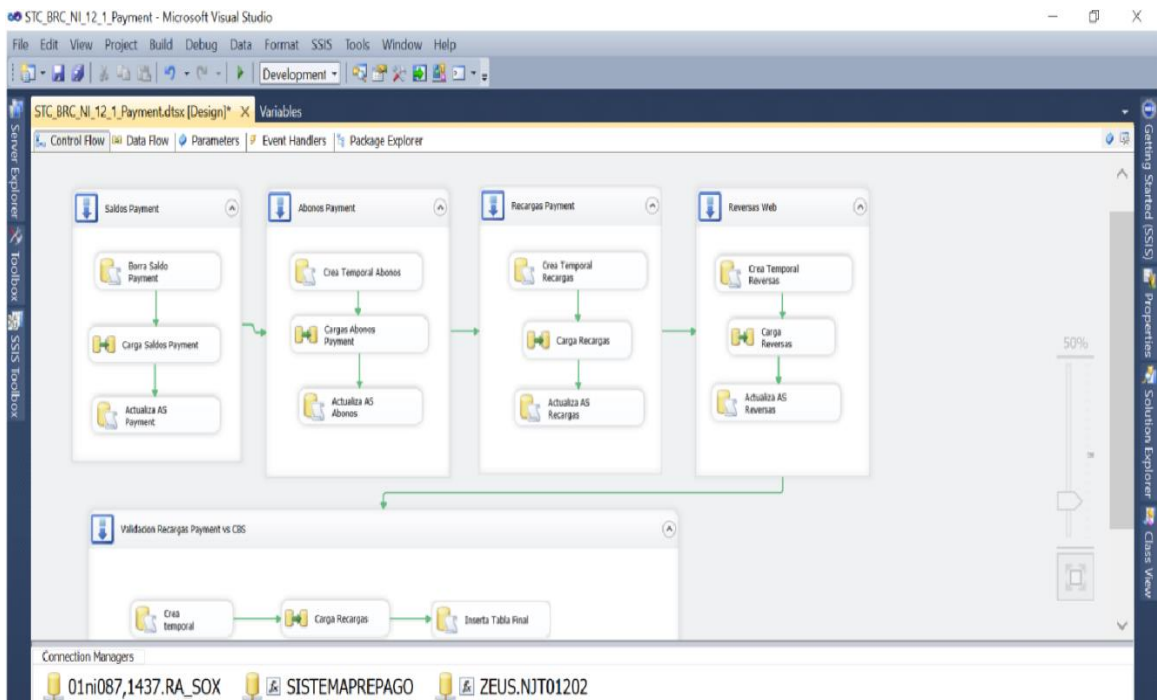 STC_BRC_NI_12_1_Payment - Microsoft Visual Studio
File Edit View Project Build Debug Data Format SSIS Tools Window Help
Development
STC_BRC_NI_12_1_Payment.dtsx [Design]* X Variables
Control Flow Data Flow Parameters Event Handlers Package Explorer
Server Explorer
Toolbox
SSIS Toolbox
Saldos Payment
Borra Saldo
Payment
Carga Saldos Payment
Actualiza AS
Payment
Abonos Payment
Crea Temporal Abonos
Cargas Abonos
Payment
Actualiza AS
Abonos
Recargas Payment
Crea Temporal
Recargas
Carga Recargas
Actualiza AS
Recargas
Reversas Web
Crea Temporal
Reversas
Carga
Reversas
Actualiza AS
Reversas
50%
Validacion Recargas Payment vs CBS
Crea
temporal
Carga Recargas
Inserta Tabla Final
Getting Started (SSIS)
Properties
Solution Explorer
Class View
Connection Managers
01ni087,1437.RA_SOX
SISTEMAPREPAGO
ZEUS.NJT01202